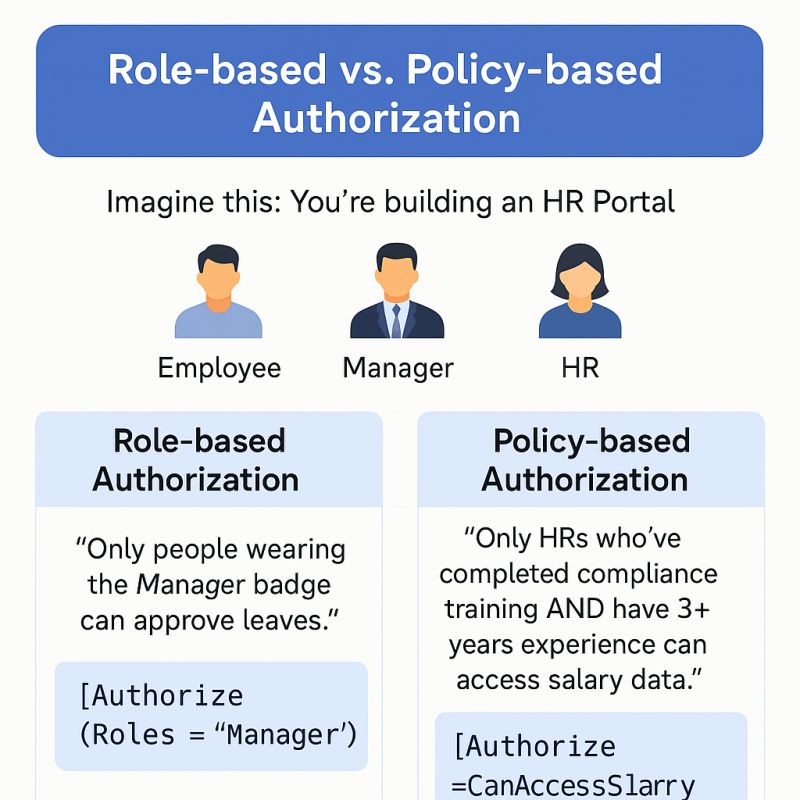 Role-based vs. Policy-based
Authorization
Imagine this: You’re building an HR Portal
Employee
Manager
HR
Role-based
Authorization
“Only people wearing
the Manager badge
can approve leaves.”
[Authorize
(Roles = “Manager’)
Policy-based
Authorization
“Only HRs who’ve
completed compliance
training AND have 3+
years experience can
access salary data.”
[Authorize
=CanAccessSlarry